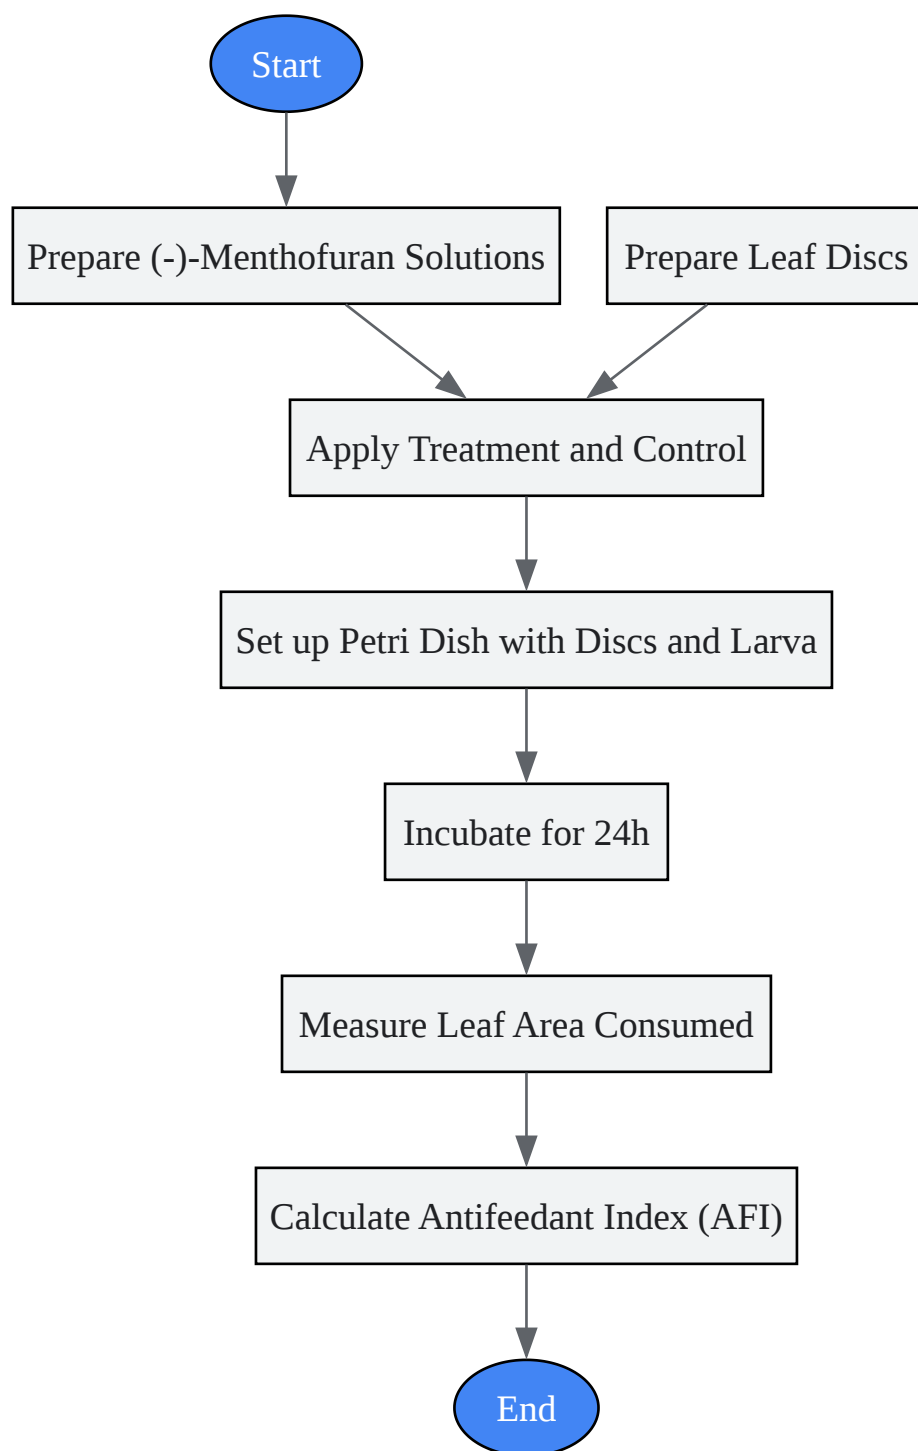 Start
Prepare (-)-Menthofuran Solutions
Prepare Leaf Discs
Apply Treatment and Control
Set up Petri Dish with Discs and Larva
Incubate for 24h
Measure Leaf Area Consumed
Calculate Antifeedant Index (AFI)
End